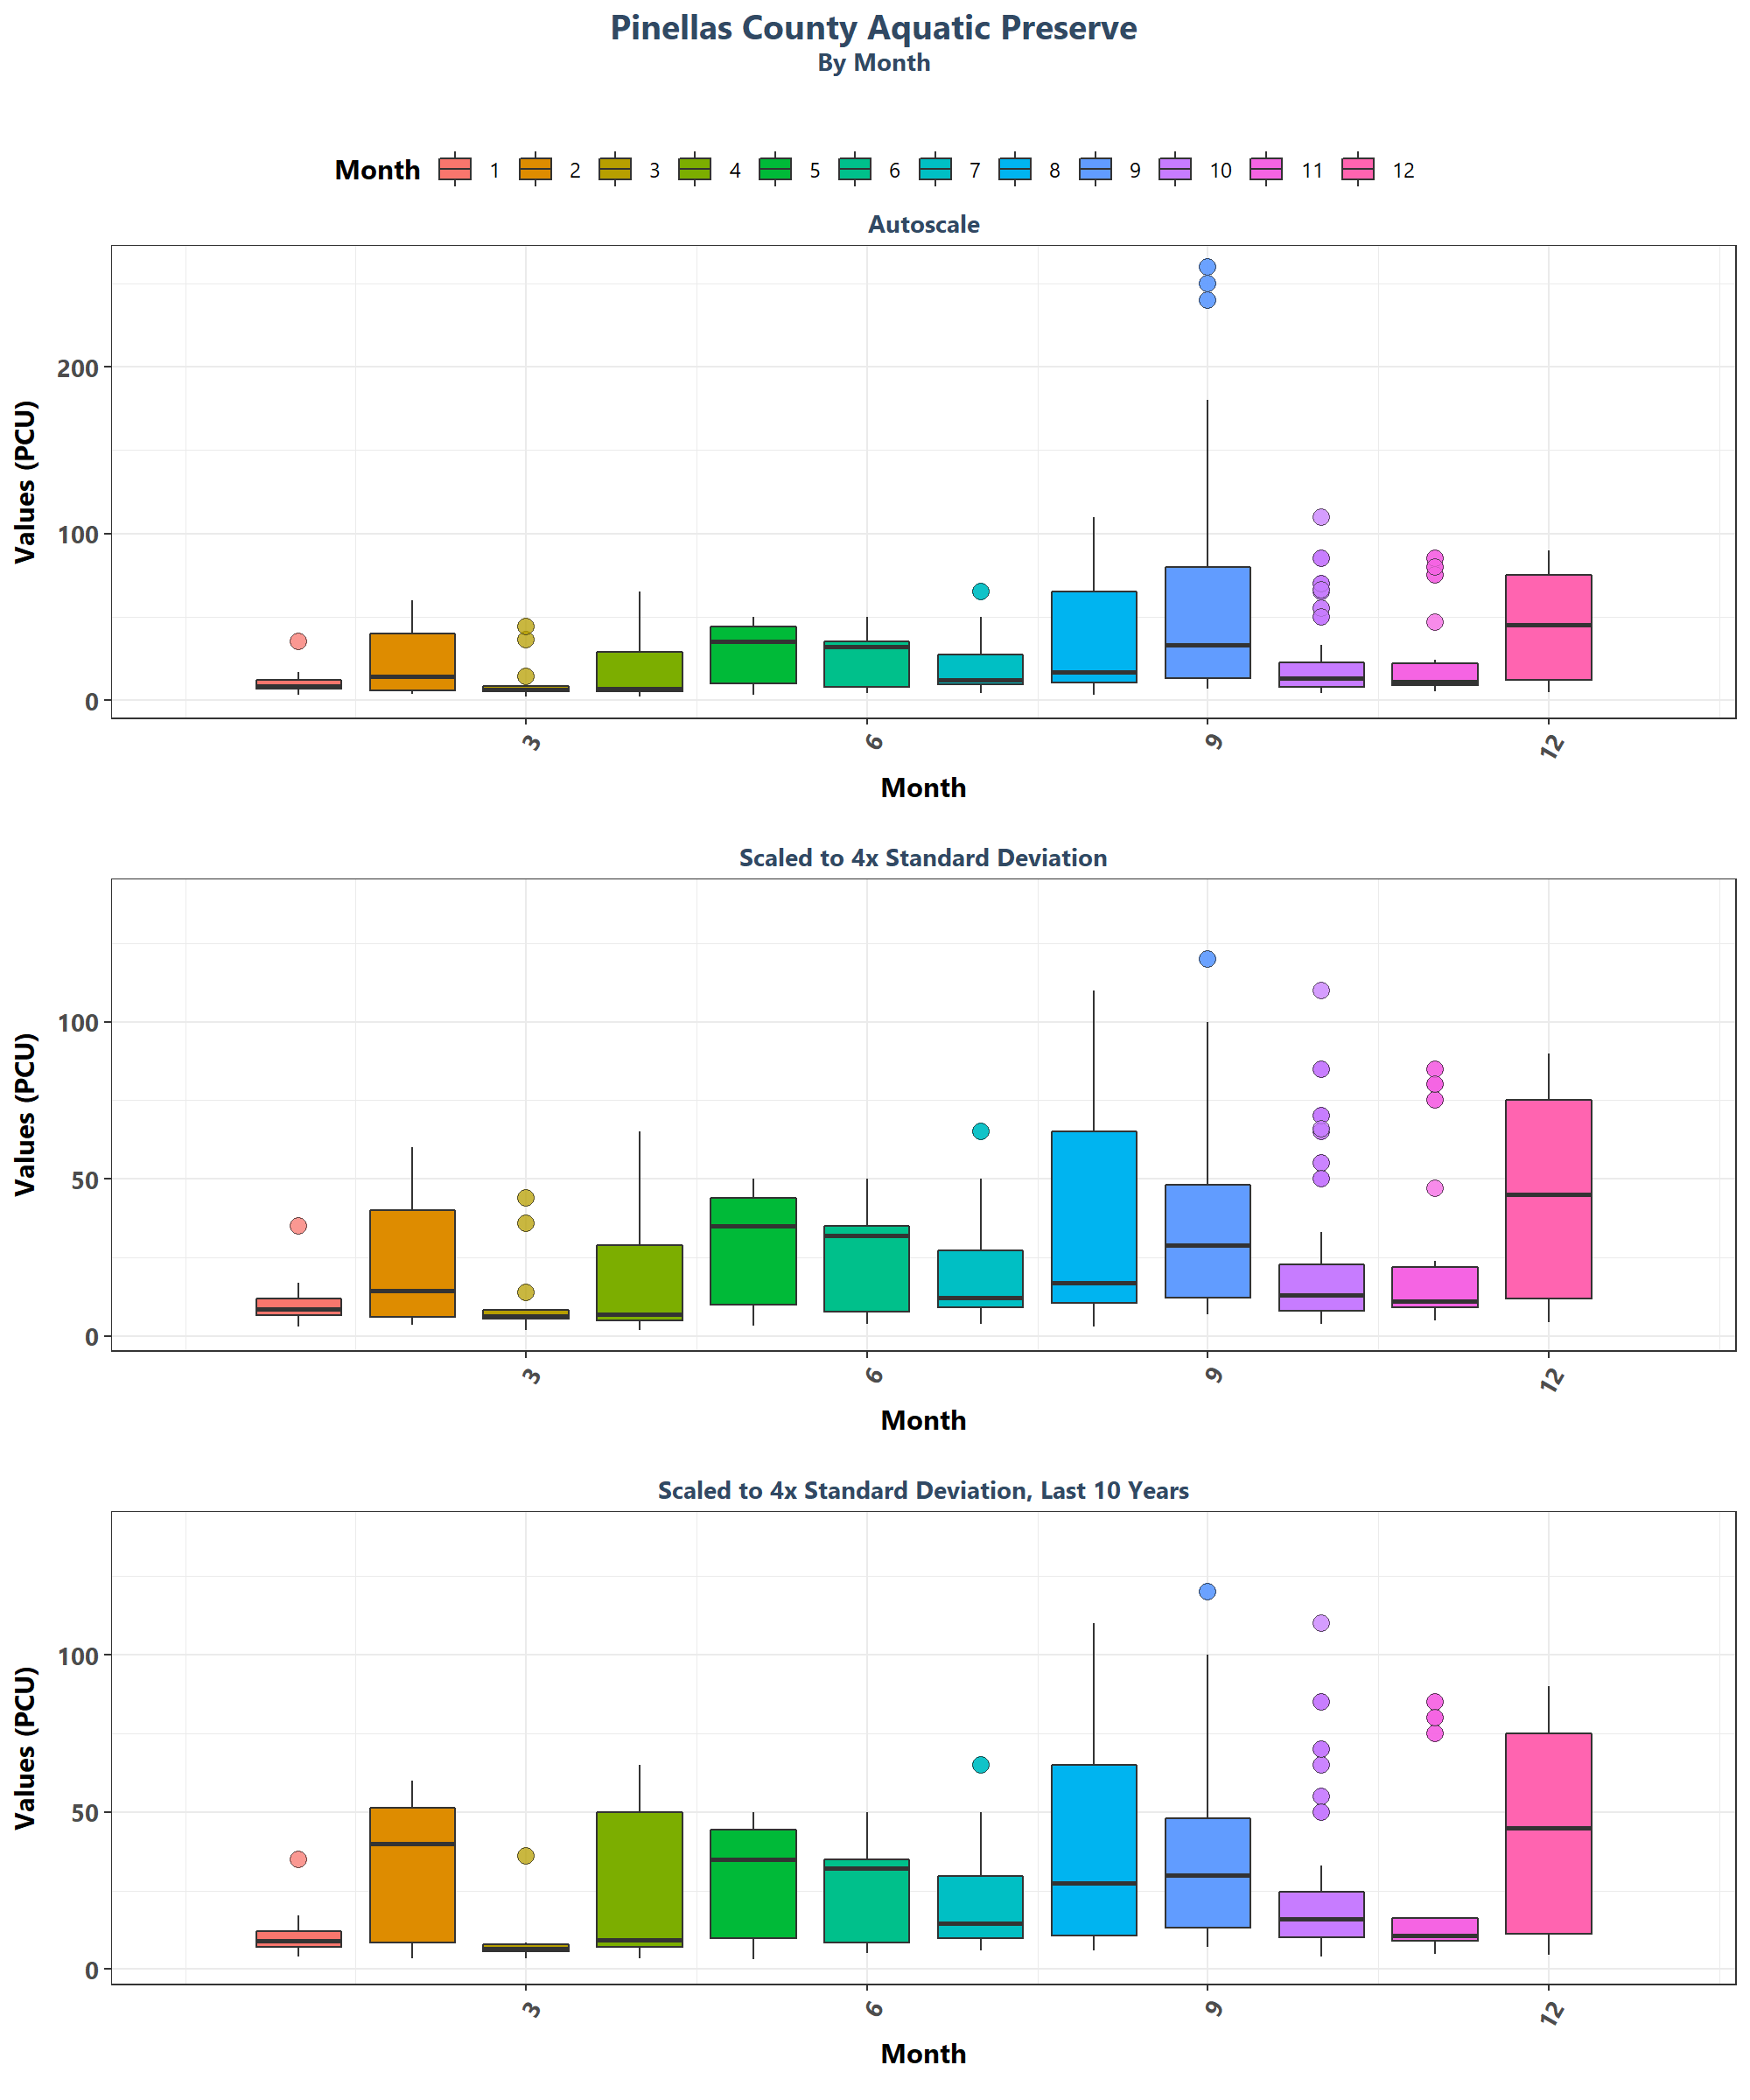 Pinellas County Aquatic Preserve
By Month
Month 1 2 3 4 5 6 7 8 9 10 11 12
Autoscale
Values (PCU)
200
100
0
3 6 9 12
Month
Scaled to 4x Standard Deviation
Values (PCU)
100
50
0
3 6 9 12
Month
Scaled to 4x Standard Deviation, Last 10 Years
Values (PCU)
100
50
0
3 6 9 12
Month